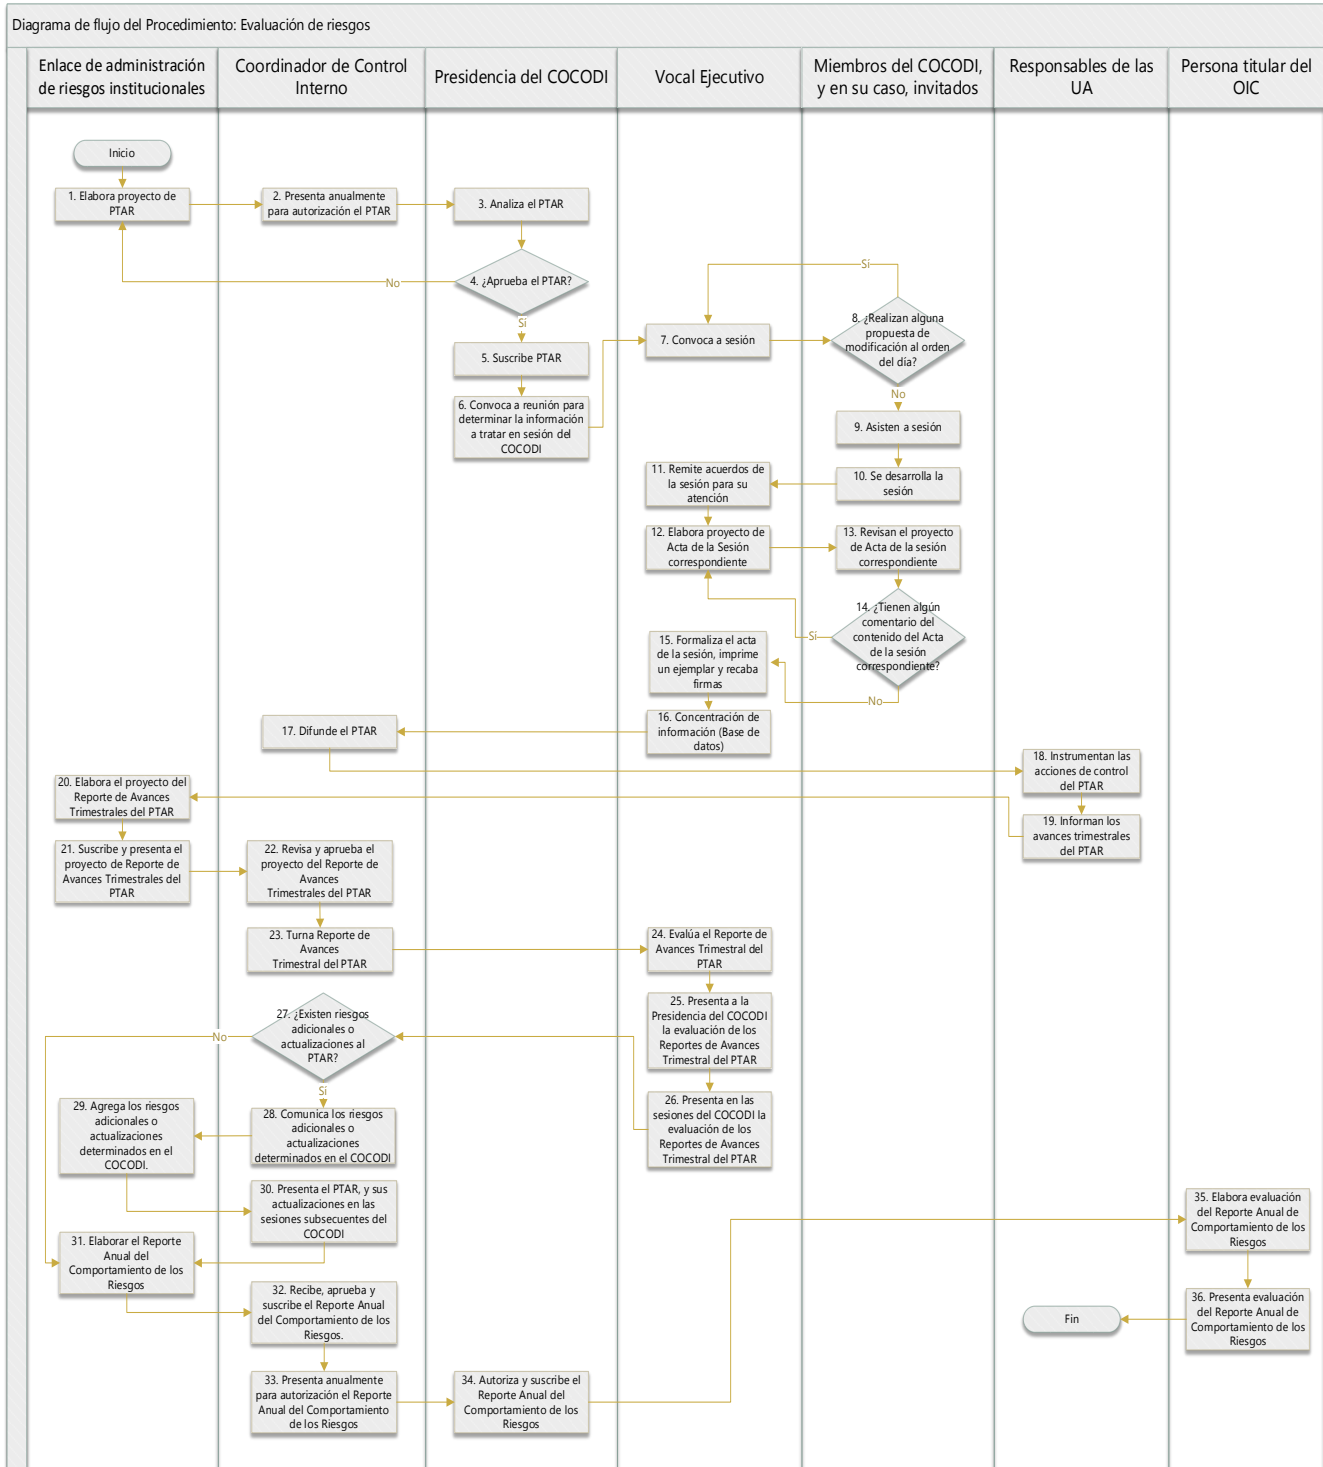 Diagrama de flujo del Procedimiento: Evaluación de riesgos
Enlace de administración
de riesgos institucionales
Coordinador de Control
Interno
Presidencia del COCODI
Vocal Ejecutivo
Miembros del COCODI,
y en su caso, invitados
Responsables de las
UA
Persona titular del
OIC
Inicio
1. Elabora proyecto de
PTAR
2. Presenta anualmente
para autorización el PTAR
3. Analiza el PTAR
4. ¿Aprueba el PTAR?
No
Sí
5. Suscribe PTAR
6. Convoca a reunión para
determinar la información
a tratar en sesión del
COCODI
7. Convoca a sesión
Sí
8. ¿Realizan alguna
propuesta de
modificación al orden
del día?
No
9. Asisten a sesión
10. Se desarrolla la
sesión
11. Remite acuerdos de
la sesión para su
atención
12. Elabora proyecto de
Acta de la Sesión
correspondiente
13. Revisan el proyecto
de Acta de la sesión
correspondiente
14. ¿Tienen algún
comentario del
contenido del Acta
de la sesión
correspondiente?
Sí
No
15. Formaliza el acta
de la sesión, imprime
un ejemplar y recaba
firmas
16. Concentración de
información (Base de
datos)
17. Difunde el PTAR
18. Instrumentan las
acciones de control
del PTAR
19. Informan los
avances trimestrales
del PTAR
20. Elabora el proyecto del
Reporte de Avances
Trimestrales del PTAR
21. Suscribe y presenta el
proyecto de Reporte de
Avances Trimestrales del
PTAR
22. Revisa y aprueba el
proyecto del Reporte de
Avances
Trimestrales del PTAR
23. Turna Reporte de
Avances
Trimestral del PTAR
24. Evalúa el Reporte de
Avances Trimestral del
PTAR
25. Presenta a la
Presidencia del COCODI
la evaluación de los
Reportes de Avances
Trimestral del PTAR
26. Presenta en las
sesiones del COCODI la
evaluación de los
Reportes de Avances
Trimestral del PTAR
27. ¿Existen riesgos
adicionales o
actualizaciones al
PTAR?
No
Sí
28. Comunica los riesgos
adicionales o
actualizaciones
determinados en el COCODI
29. Agrega los riesgos
adicionales o
actualizaciones
determinados en el
COCODI.
30. Presenta el PTAR, y sus
actualizaciones en las
sesiones subsecuentes del
COCODI
31. Elaborar el Reporte
Anual del
Comportamiento de los
Riesgos
32. Recibe, aprueba y
suscribe el Reporte Anual
del Comportamiento de los
Riesgos.
33. Presenta anualmente
para autorización el Reporte
Anual del Comportamiento
de los Riesgos
34. Autoriza y suscribe el
Reporte Anual del
Comportamiento de los
Riesgos
35. Elabora evaluación
del Reporte Anual de
Comportamiento de los
Riesgos
36. Presenta evaluación
del Reporte Anual de
Comportamiento de los
Riesgos
Fin